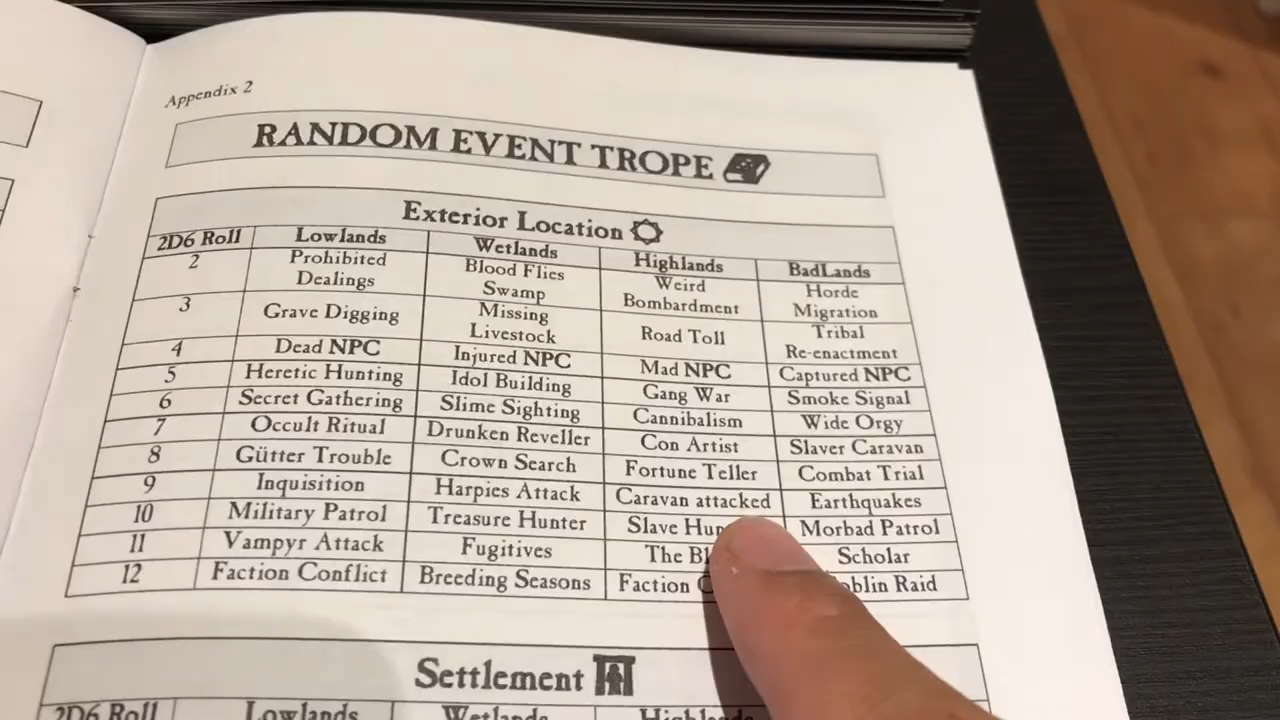 Appendix 2
RANDOM EVENT TROPE
Exterior Location
2D6 Roll Lowlands Wetlands Highlands BadLands
2 Prohibited Dealings Blood Flies Swamp Weird Bombardment Horde Migration
3 Grave Digging Missing Livestock Road Toll Tribal Re-enactment
4 Dead NPC Injured NPC Mad NPC Captured NPC
5 Heretic Hunting Idol Building Gang War Smoke Signal
6 Secret Gathering Slime Sighting Cannibalism Wide Orgy
7 Occult Ritual Drunken Reveller Con Artist Slaver Caravan
8 Gütter Trouble Crown Search Fortune Teller Combat Trial
9 Inquisition Harpies Attack Caravan attacked Earthquakes
10 Military Patrol Treasure Hunter Slave Morbad Patrol
11 Vampyr Attack Fugitives The Scholar
12 Faction Conflict Breeding Seasons Faction Raid
Settlement
2D6 Roll Lowlands Wetlands Highlands